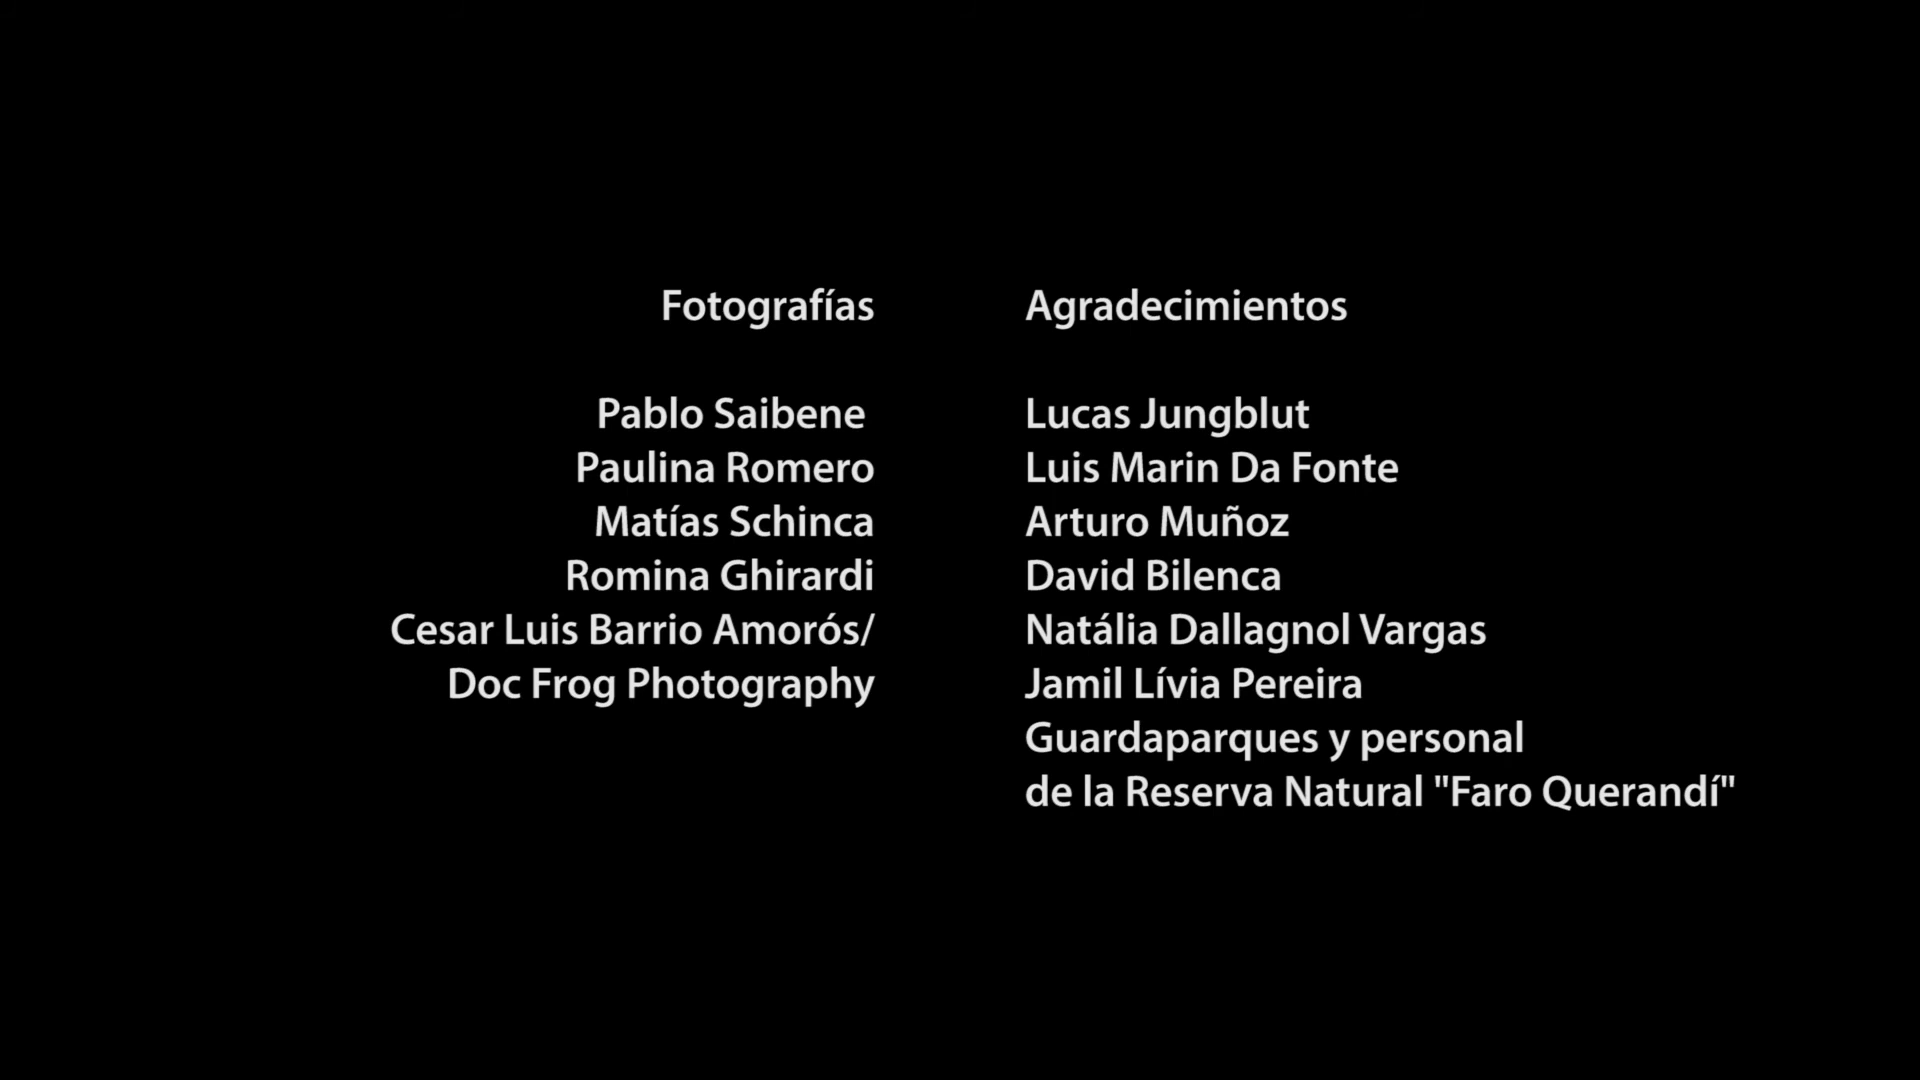 Fotografías
Pablo Saibene
Paulina Romero
Matías Schinca
Romina Ghirardi
Cesar Luis Barrio Amorós/
Doc Frog Photography
Agradecimientos
Lucas Jungblut
Luis Marin Da Fonte
Arturo Muñoz
David Bilenca
Natália Dallagnol Vargas
Jamil Lívia Pereira
Guardaparques y personal
de la Reserva Natural "Faro Querandí"